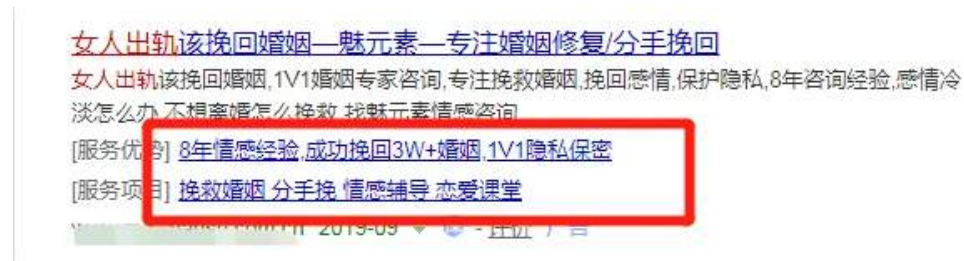 女人出轨该挽回婚姻—魅元素—专注婚姻修复/分手挽回
女人出轨该挽回婚姻,1V1婚姻专家咨询,专注挽救婚姻,挽回感情,保护隐私,8年咨询经验,感情冷
淡怎么办,不想离婚怎么挽救,找魅元素情感咨询
[服务优势] 8年情感经验,成功挽回3W+婚姻,1V1隐私保密
[服务项目] 挽救婚姻 分手挽 情感辅导 恋爱课堂
2019-09 - 评价 广告